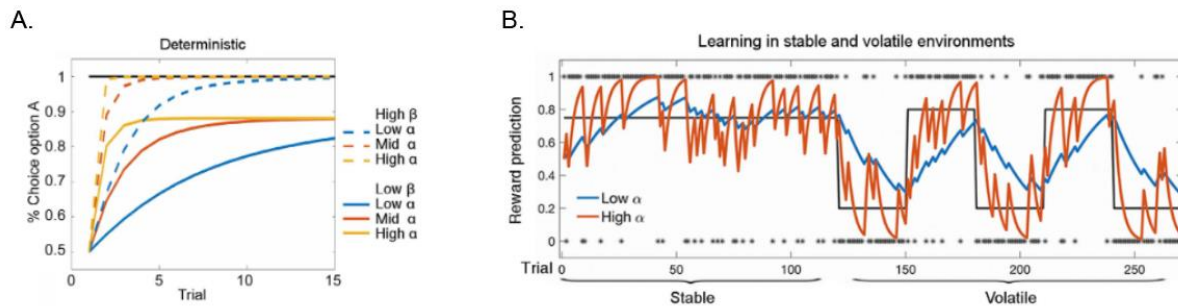 A.
Deterministic
% Choice option A
1
0.9
0.8
0.7
0.6
0.5
0
5
10
15
Trial
High β
Low α
Mid α
High α
Low β
Low α
Mid α
High α
B.
Learning in stable and volatile environments
Reward prediction
1
0.8
0.6
0.4
0.2
0
Low α
High α
Trial 0 50 100 150 200 250
Stable Volatile